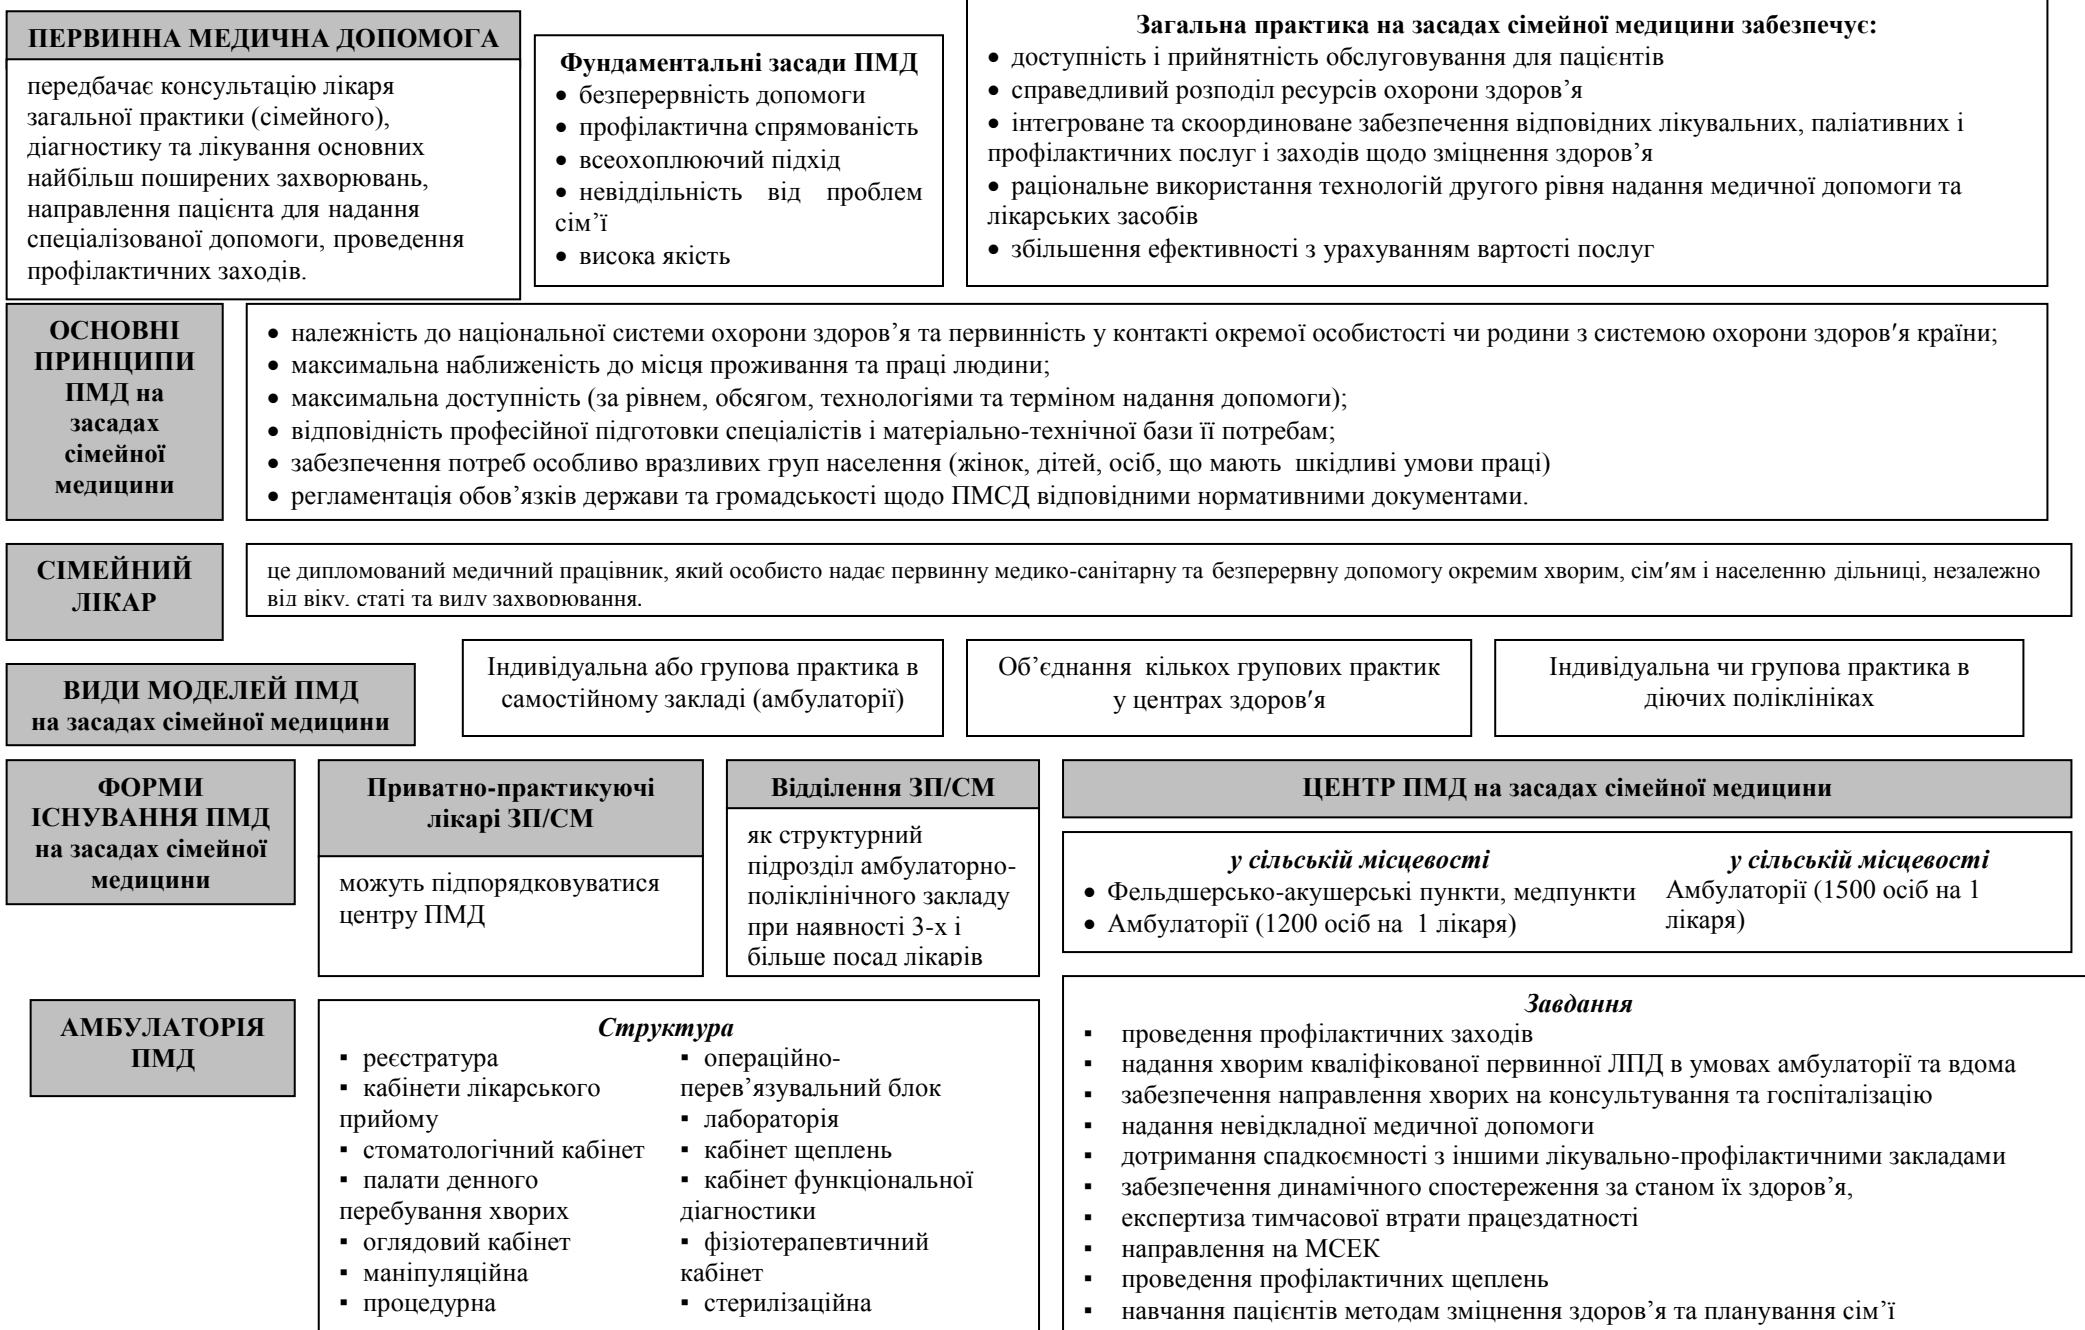 ПЕРВИННА МЕДИЧНА ДОПОМОГА
передбачає консультацію лікаря
загальної практики (сімейного),
діагностику та лікування основних
найбільш поширених захворювань,
направлення пацієнта для надання
спеціалізованої допомоги, проведення
профілактичних заходів.
Фундаментальні засади ПМД
• безперервність допомоги
• профілактична спрямованість
• всеохоплюючий підхід
• невіддільність від проблем
сім’ї
• висока якість
Загальна практика на засадах сімейної медицини забезпечує:
• доступність і прийнятність обслуговування для пацієнтів
• справедливий розподіл ресурсів охорони здоров’я
• інтегроване та скоординоване забезпечення відповідних лікувальних, паліативних і
профілактичних послуг і заходів щодо зміцнення здоров’я
• раціональне використання технологій другого рівня надання медичної допомоги та
лікарських засобів
• збільшення ефективності з урахуванням вартості послуг
ОСНОВНІ
ПРИНЦИПИ
ПМД на
засадах
сімейної
медицини
• належність до національної системи охорони здоров’я та первинність у контакті окремої особистості чи родини з системою охорони здоров′я країни;
• максимальна наближеність до місця проживання та праці людини;
• максимальна доступність (за рівнем, обсягом, технологіями та терміном надання допомоги);
• відповідність професійної підготовки спеціалістів і матеріально-технічної бази її потребам;
• забезпечення потреб особливо вразливих груп населення (жінок, дітей, осіб, що мають шкідливі умови праці)
• регламентація обов’язків держави та громадськості щодо ПМСД відповідними нормативними документами.
СІМЕЙНИЙ
ЛІКАР
це дипломований медичний працівник, який особисто надає первинну медико-санітарну та безперервну допомогу окремим хворим, сім′ям і населенню дільниці, незалежно
від віку, статі та виду захворювання.
ВИДИ МОДЕЛЕЙ ПМД
на засадах сімейної медицини
Індивідуальна або групова практика в
самостійному закладі (амбулаторії)
Об’єднання кількох групових практик
у центрах здоров′я
Індивідуальна чи групова практика в
діючих поліклініках
ФОРМИ
ІСНУВАННЯ ПМД
на засадах сімейної
медицини
Приватно-практикуючі
лікарі ЗП/СМ
можуть підпорядковуватися
центру ПМД
Відділення ЗП/СМ
як структурний
підрозділ амбулаторно-
поліклінічного закладу
при наявності 3-х і
більше посад лікарів
ЦЕНТР ПМД на засадах сімейної медицини
у сільській місцевості
• Фельдшерсько-акушерські пункти, медпункти
• Амбулаторії (1200 осіб на 1 лікаря)
у сільській місцевості
Амбулаторії (1500 осіб на 1
лікаря)
АМБУЛАТОРІЯ
ПМД
Структура
▪ реєстратура
▪ кабінети лікарського
прийому
▪ стоматологічний кабінет
▪ палати денного
перебування хворих
▪ оглядовий кабінет
▪ маніпуляційна
▪ процедурна
▪ операційно-
перев’язувальний блок
▪ лабораторія
▪ кабінет щеплень
▪ кабінет функціональної
діагностики
▪ фізіотерапевтичний
кабінет
▪ стерилізаційна
Завдання
▪ проведення профілактичних заходів
▪ надання хворим кваліфікованої первинної ЛПД в умовах амбулаторії та вдома
▪ забезпечення направлення хворих на консультування та госпіталізацію
▪ надання невідкладної медичної допомоги
▪ дотримання спадкоємності з іншими лікувально-профілактичними закладами
▪ забезпечення динамічного спостереження за станом їх здоров’я,
▪ експертиза тимчасової втрати працездатності
▪ направлення на МСЕК
▪ проведення профілактичних щеплень
▪ навчання пацієнтів методам зміцнення здоров’я та планування сім’ї